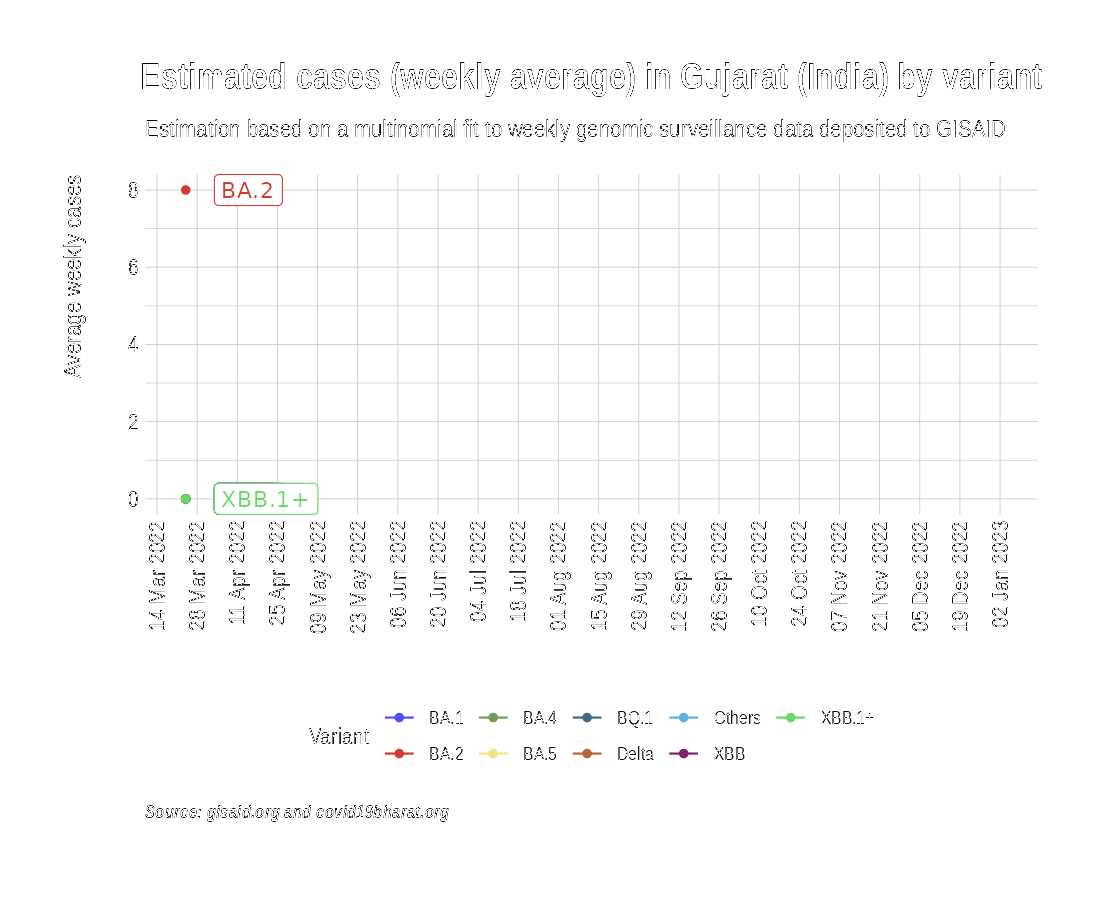 Estimated cases (weekly average) in Gujarat (India) by variant
Estimation based on a multinomial fit to weekly genomic surveillance data deposited to GISAID
Average weekly cases
8
6
4
2
0
BA.2
XBB.1+
14 Mar 2022
28 Mar 2022
11 Apr 2022
25 Apr 2022
09 May 2022
23 May 2022
06 Jun 2022
20 Jun 2022
04 Jul 2022
18 Jul 2022
01 Aug 2022
15 Aug 2022
29 Aug 2022
12 Sep 2022
26 Sep 2022
10 Oct 2022
24 Oct 2022
07 Nov 2022
21 Nov 2022
05 Dec 2022
19 Dec 2022
02 Jan 2023
Variant
BA.1 BA.4 BQ.1 Others XBB.1+
BA.2 BA.5 Delta XBB
Source: gisaid.org and covid19bharat.org